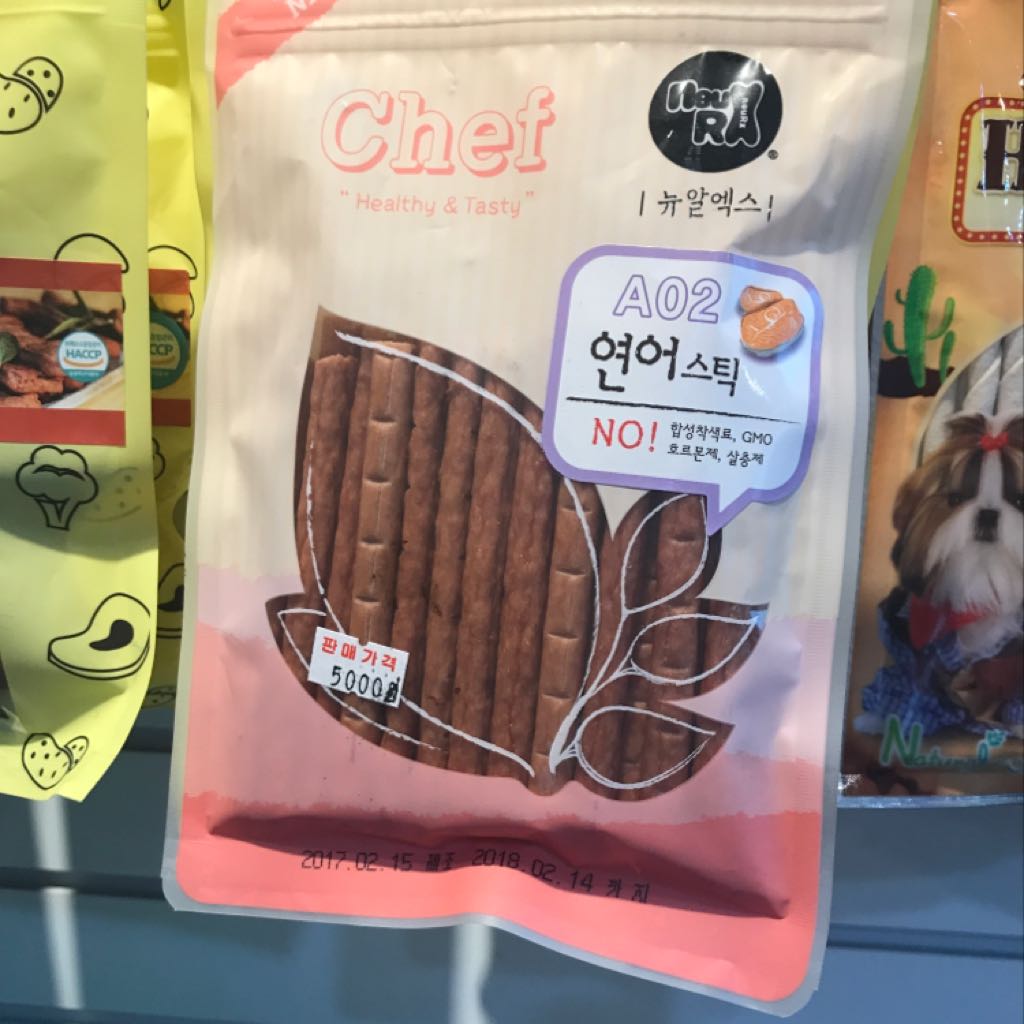 Chef
"Healthy & Tasty"
NeuRX
뉴알엑스
A02
연어스틱
NO! 합성착색료, GMO
호르몬제, 살충제
판매가격
5000원
2017.02.15 제조 2018.02.14 까지
HACCP
Natural